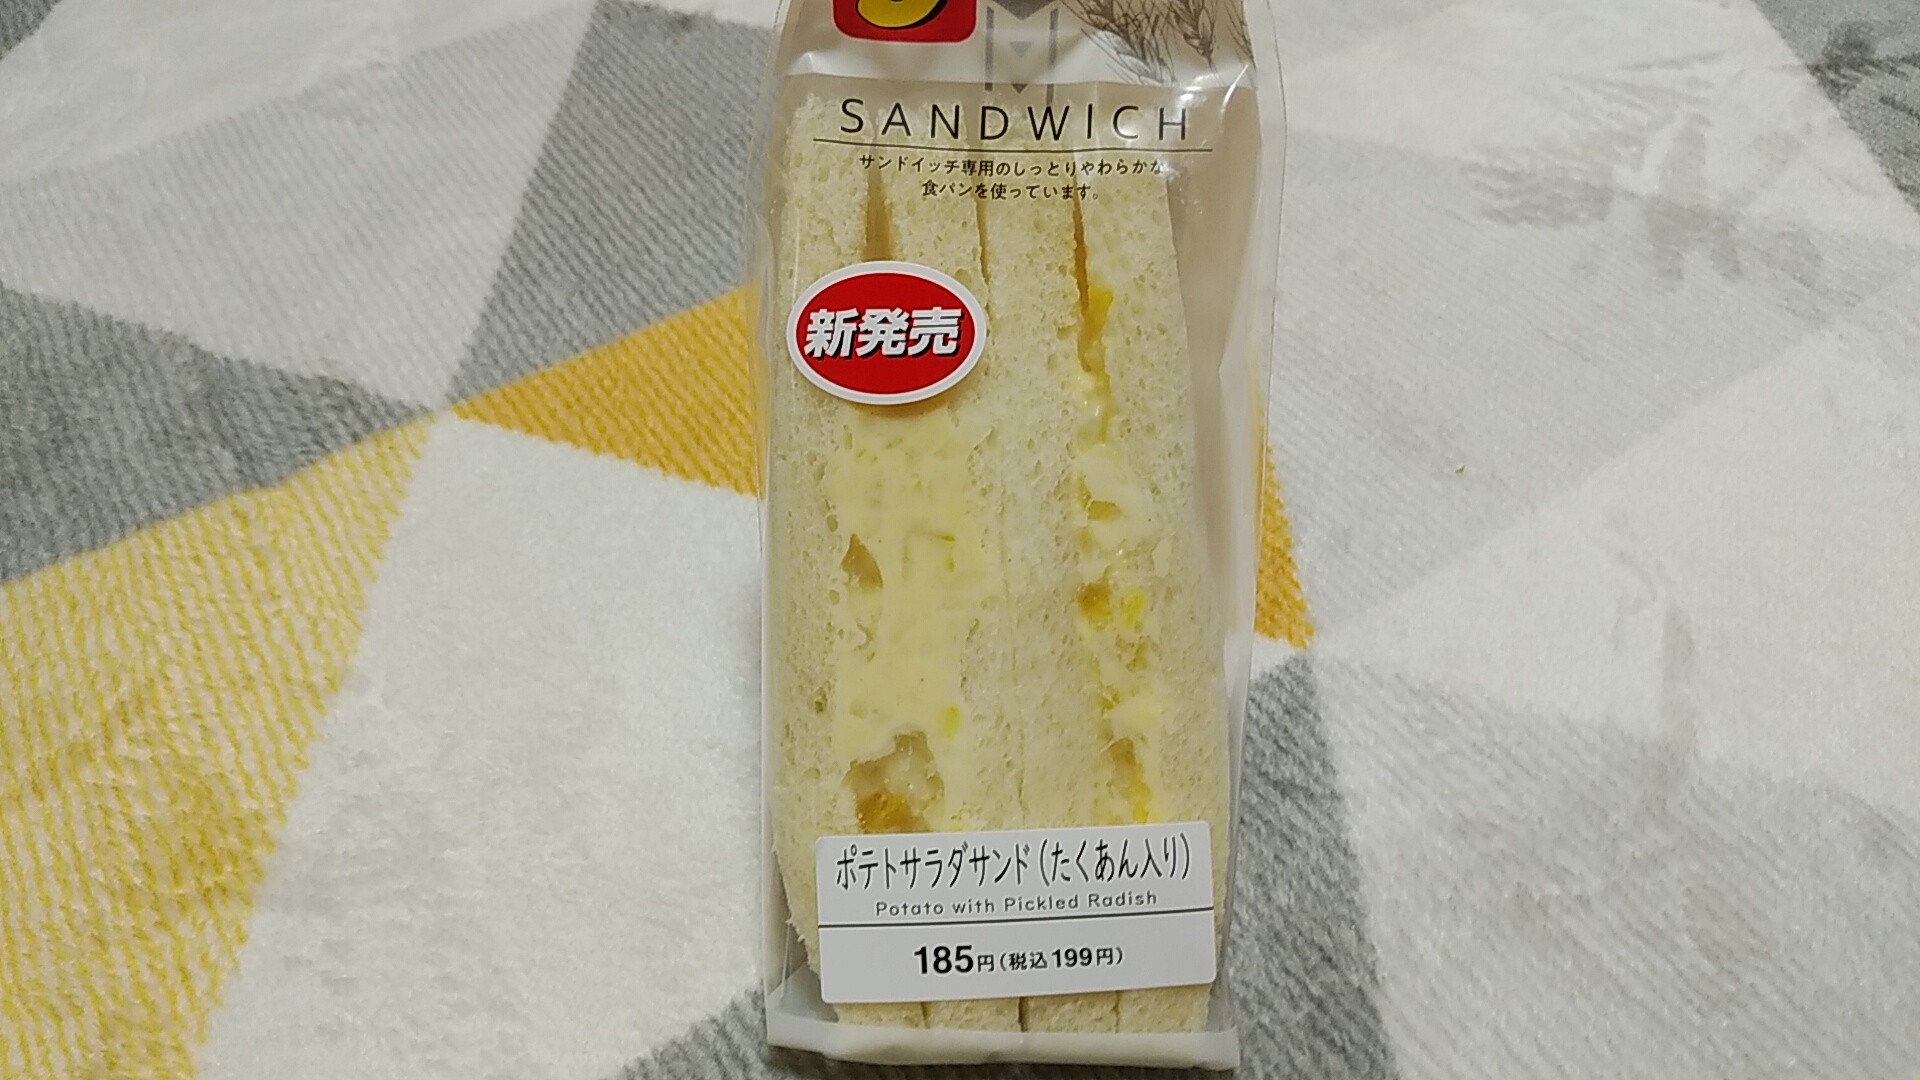 SANDWICH
サンドイッチ専用のしっとりやわらかな
食パンを使っています。
新発売
ポテトサラダサンド(たくあん入り)
Potato with Pickled Radish
185円(税込199円)